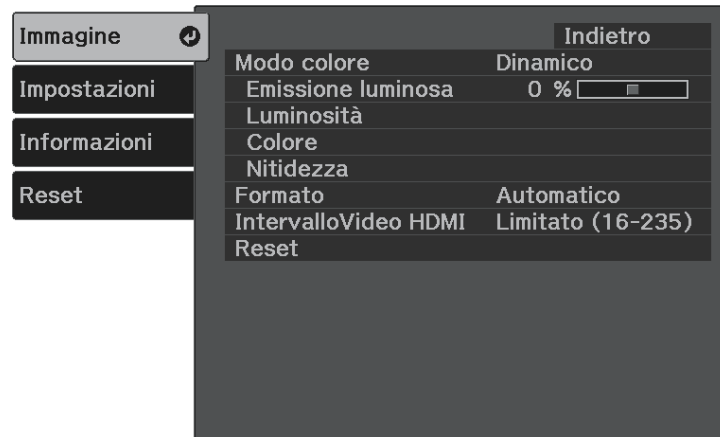 Immagine
Impostazioni
Informazioni
Reset
Indietro
Modo colore Dinamico
Emissione luminosa 0 %
Luminosità
Colore
Nitidezza
Formato Automatico
IntervalloVideo HDMI Limitato (16-235)
Reset